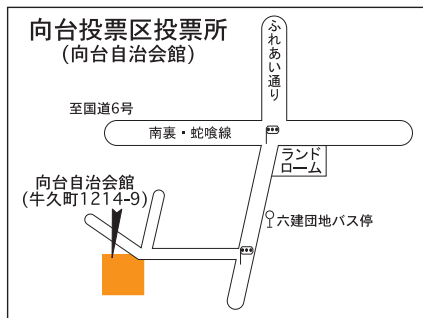 向台投票区投票所
(向台自治会館)
ふれあい通り
至国道6号
南裏・蛇喰線
ランド
ローム
向台自治会館
(牛久町1214-9)
六建団地バス停